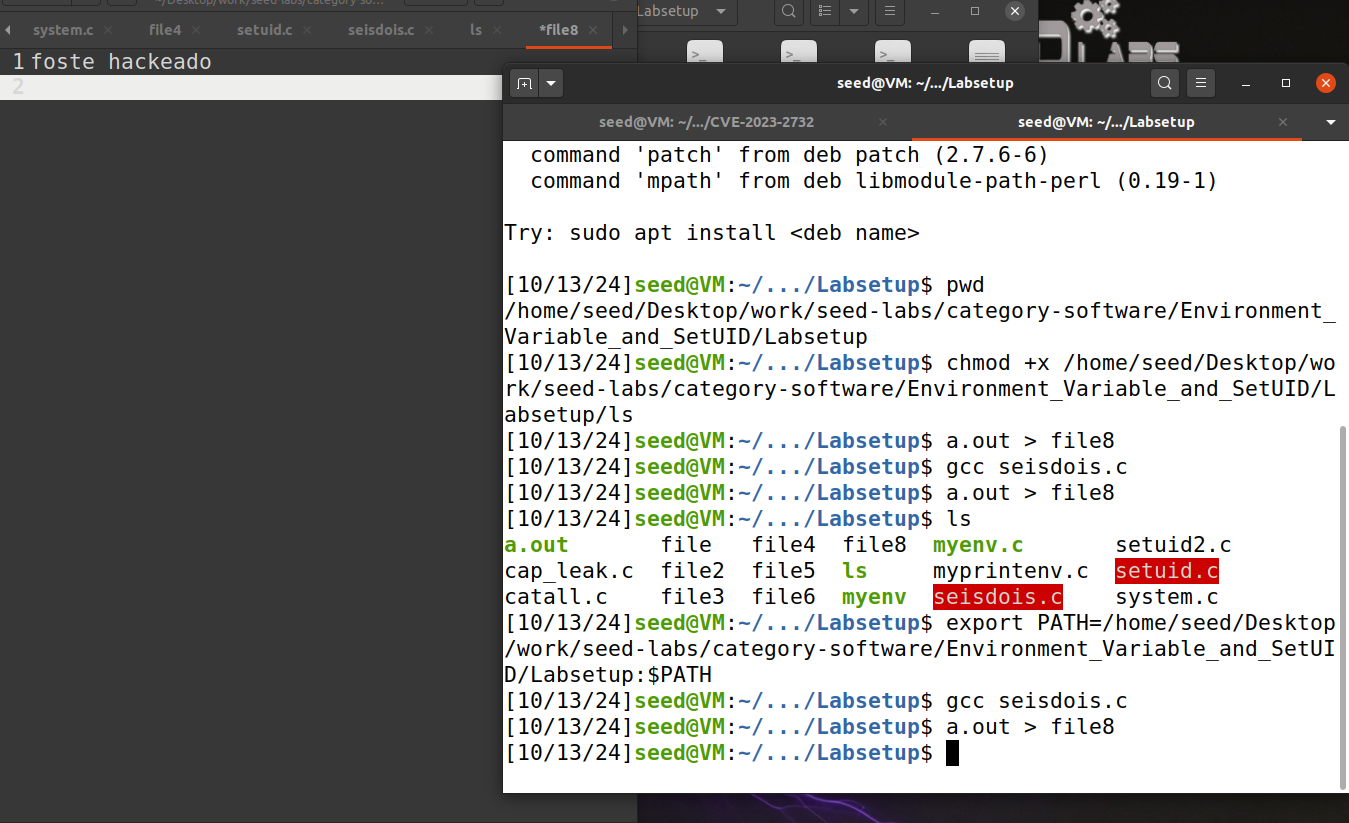 ~/Desktop/work/seed-labs/category-so...
Labsetup
system.c
file4
setuid.c
seisdois.c
ls
*file8
1 foste hackeado
2
LABS
seed@VM: ~/.../Labsetup
seed@VM: ~/.../CVE-2023-2732
seed@VM: ~/.../Labsetup
command 'patch' from deb patch (2.7.6-6)
command 'mpath' from deb libmodule-path-perl (0.19-1)
Try: sudo apt install <deb name>
[10/13/24]seed@VM:~/.../Labsetup$ pwd
/home/seed/Desktop/work/seed-labs/category-software/Environment_
Variable_and_SetUID/Labsetup
[10/13/24]seed@VM:~/.../Labsetup$ chmod +x /home/seed/Desktop/wo
rk/seed-labs/category-software/Environment_Variable_and_SetUID/L
absetup/ls
[10/13/24]seed@VM:~/.../Labsetup$ a.out > file8
[10/13/24]seed@VM:~/.../Labsetup$ gcc seisdois.c
[10/13/24]seed@VM:~/.../Labsetup$ a.out > file8
[10/13/24]seed@VM:~/.../Labsetup$ ls
a.out file file4 file8 myenv.c setuid2.c
cap_leak.c file2 file5 ls myprintenv.c setuid.c
catall.c file3 file6 myenv seisdois.c system.c
[10/13/24]seed@VM:~/.../Labsetup$ export PATH=/home/seed/Desktop
/work/seed-labs/category-software/Environment_Variable_and_SetUI
D/Labsetup:$PATH
[10/13/24]seed@VM:~/.../Labsetup$ gcc seisdois.c
[10/13/24]seed@VM:~/.../Labsetup$ a.out > file8
[10/13/24]seed@VM:~/.../Labsetup$